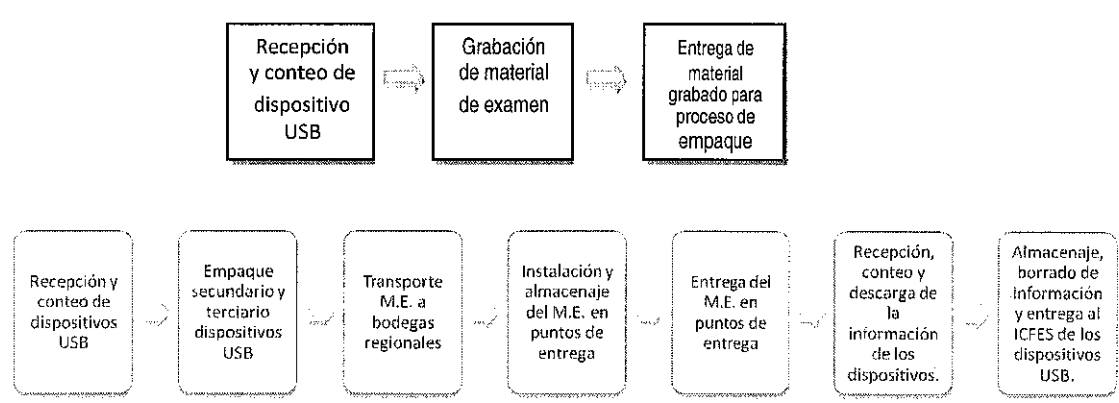 Recepción
y conteo de
dispositivo
USB
Grabación
de material
de examen
Entrega de
material
grabado para
proceso de
empaque
Recepción y
conteo de
dispositivos
USB
Empaque
secundario y
terciario
dispositivos
USB
Transporte
M.E. a
bodegas
regionales
Instalación y
almacenaje
del M.E. en
puntos de
entrega
Entrega del
M.E. en
puntos de
entrega
Recepción,
conteo y
descarga de
la
información
de los
dispositivos.
Almacenaje,
borrado de
Información
y entrega al
ICFES de los
dispositivos
USB.